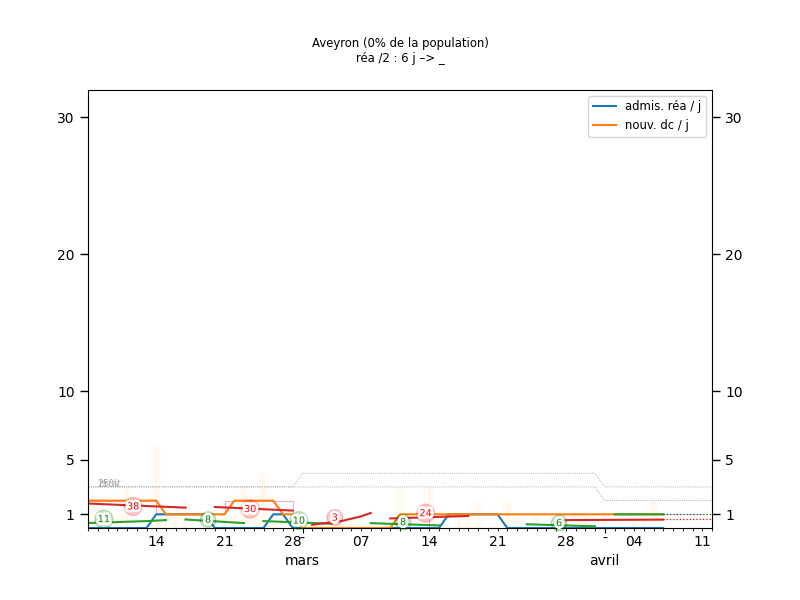 Aveyron (0% de la population)
réa /2 : 6 j –> _
admis. réa / j
nouv. dc / j
30 30
20 20
10 10
5 5
1 1
38 30 3 24
11 8 10 8 6
14 21 28 07 14 21 28 04 11
mars avril